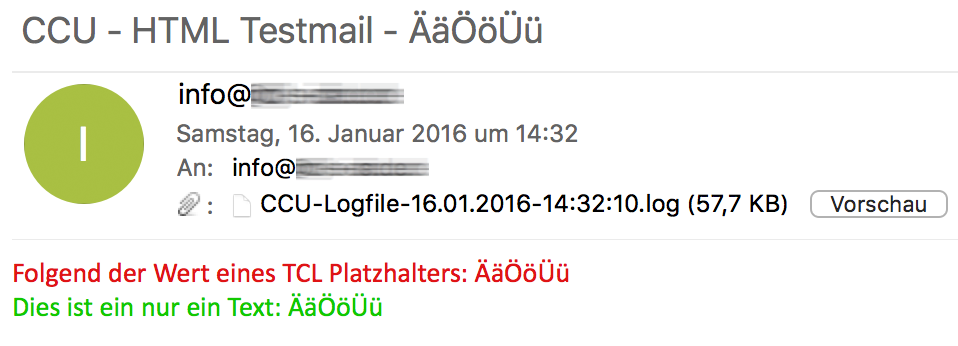 CCU - HTML Testmail - ÄäÖöÜü
I
info@
Samstag, 16. Januar 2016 um 14:32
An: info@
: CCU-Logfile-16.01.2016-14:32:10.log (57,7 KB) Vorschau
Folgend der Wert eines TCL Platzhalters: ÄäÖöÜü
Dies ist ein nur ein Text: ÄäÖöÜü